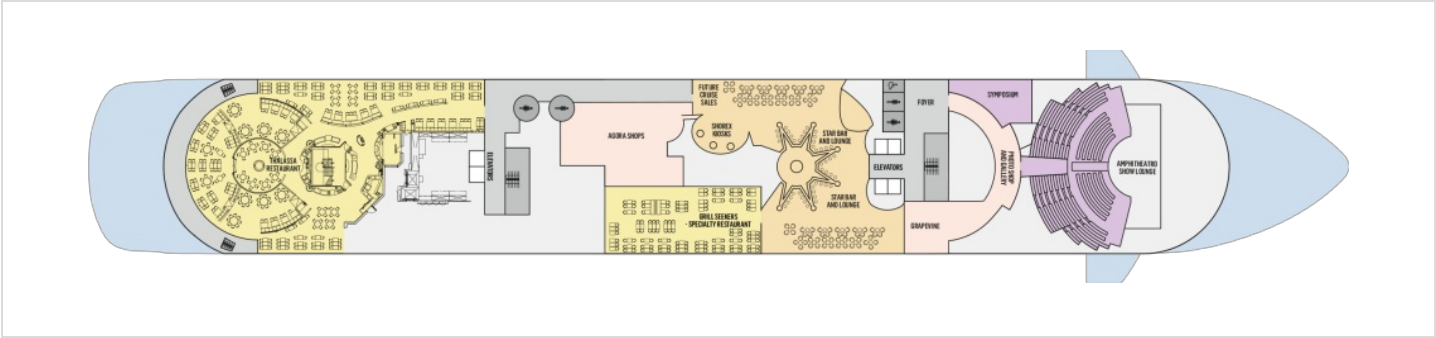 THALASSA
RESTAURANT
ELEVATORS
AGORA SHOPS
FUTURE
CRUISE
SALES
SHOREX
KIOSKS
GRILL SEEKERS
- SPECIALTY RESTAURANT
STAR BAR
AND LOUNGE
STAR BAR
AND LOUNGE
ELEVATORS
FOYER
GRAPEVINE
SYMPOSIUM
PHOTO SHOP
AND GALLERY
AMPHITHEATRO
SHOW LOUNGE